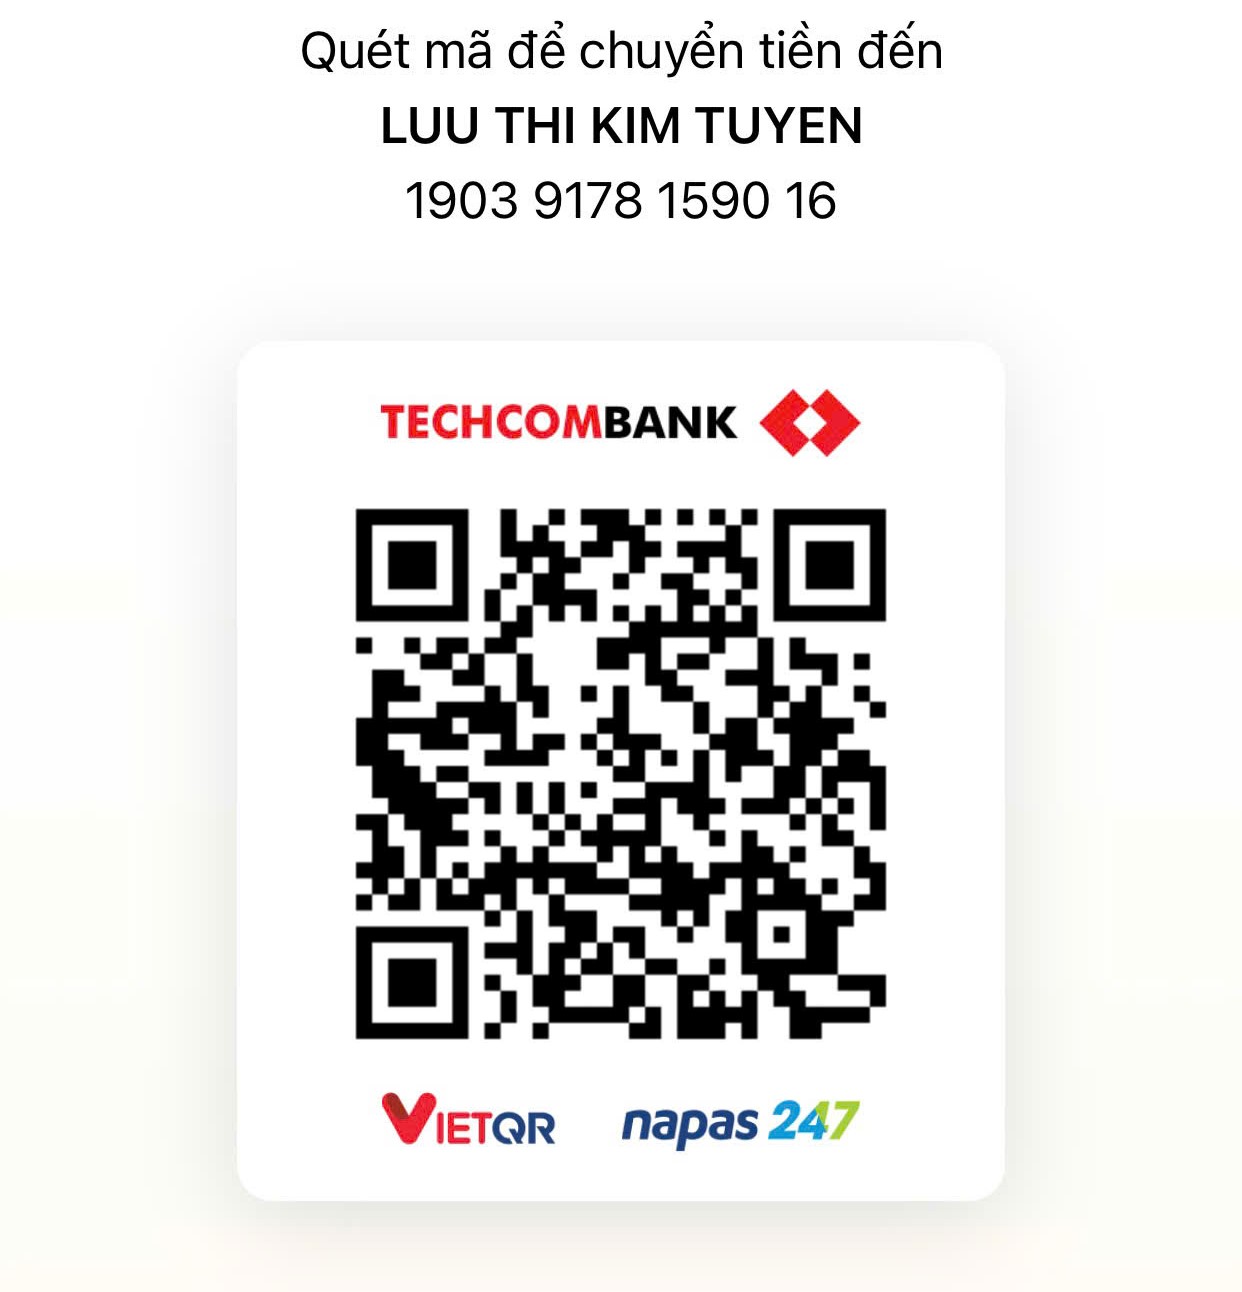 Quét mã để chuyển tiền đến
LUU THI KIM TUYEN
1903 9178 1590 16
TECHCOMBANK
VIETQR
napas 247